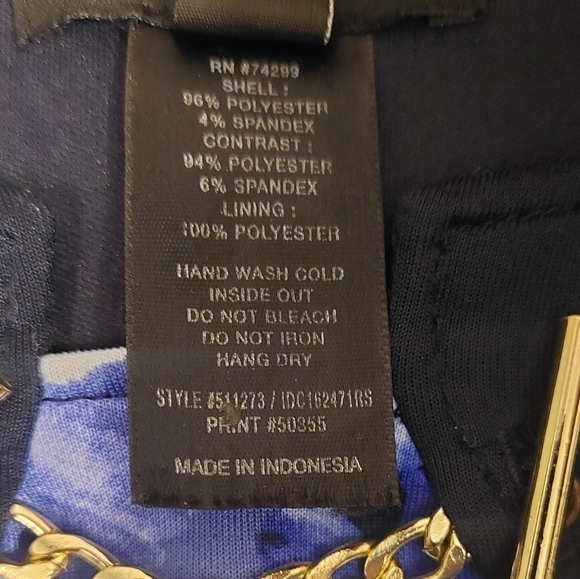 RN #74299
SHELL :
96% POLYESTER
4% SPANDEX
CONTRAST :
94% POLYESTER
6% SPANDEX
LINING :
100% POLYESTER
HAND WASH COLD
INSIDE OUT
DO NOT BLEACH
DO NOT IRON
HANG DRY
STYLE #511273 / IDC162471RS
PRINT #50355
MADE IN INDONESIA